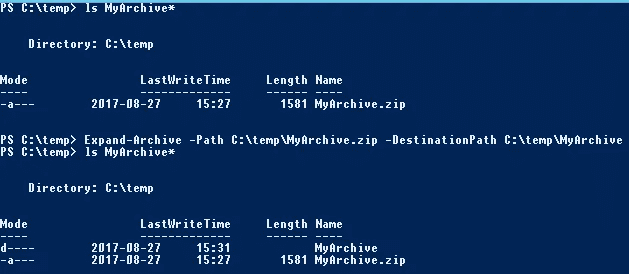 PS C:\temp> ls MyArchive*
Directory: C:\temp
Mode LastWriteTime Length Name
---- ------------- ------ ----
-a--- 2017-08-27 15:27 1581 MyArchive.zip
PS C:\temp> Expand-Archive -Path C:\temp\MyArchive.zip -DestinationPath C:\temp\MyArchive
PS C:\temp> ls MyArchive*
Directory: C:\temp
Mode LastWriteTime Length Name
---- ------------- ------ ----
d---- 2017-08-27 15:31 MyArchive
-a--- 2017-08-27 15:27 1581 MyArchive.zip